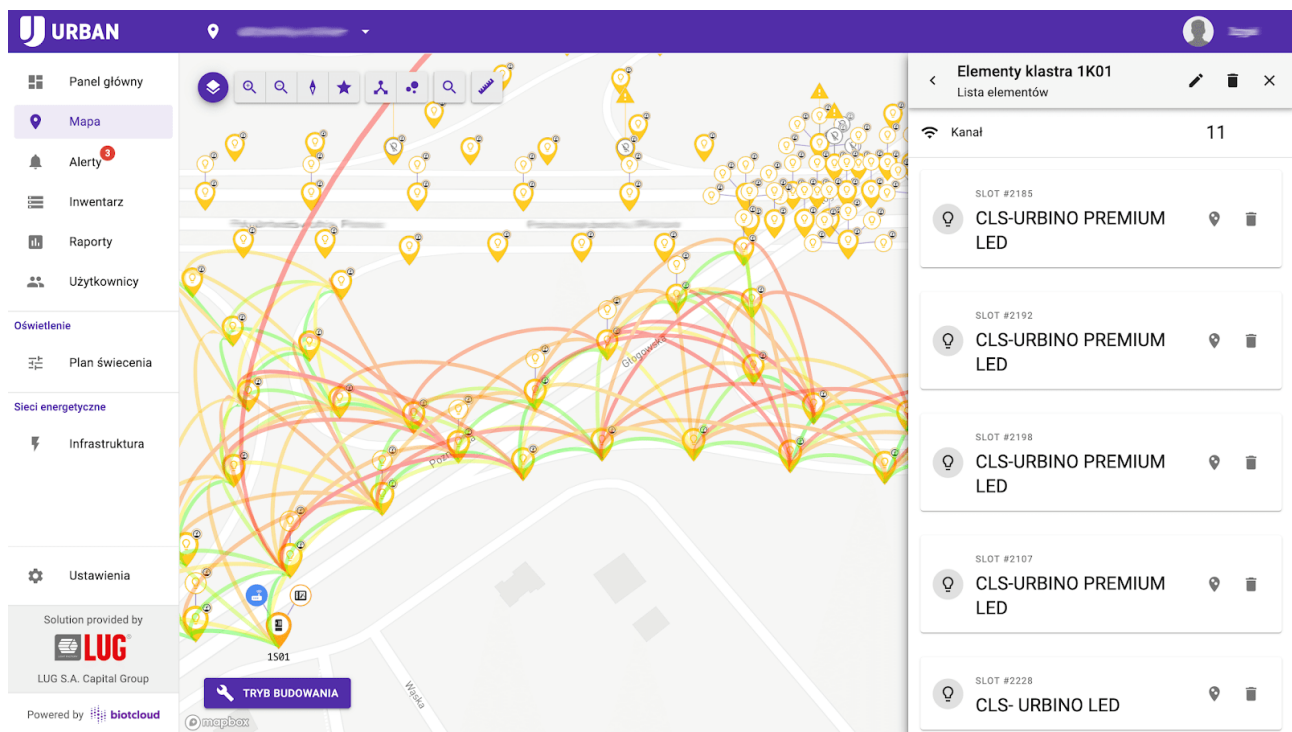 URBAN
Panel główny
Mapa
Alerty 3
Inwentarz
Raporty
Użytkownicy
Oświetlenie
Plan świecenia
Sieci energetyczne
Infrastruktura
Ustawienia
Solution provided by
LUG
LUG S.A. Capital Group
Powered by biotcloud
Głogowska
1S01
TRYB BUDOWANIA
Wąska
mapbox
Elementy klastra 1K01
Lista elementów
Kanał 11
SLOT #2185
CLS-URBINO PREMIUM
LED
SLOT #2192
CLS-URBINO PREMIUM
LED
SLOT #2198
CLS-URBINO PREMIUM
LED
SLOT #2107
CLS-URBINO PREMIUM
LED
SLOT #2228
CLS- URBINO LED